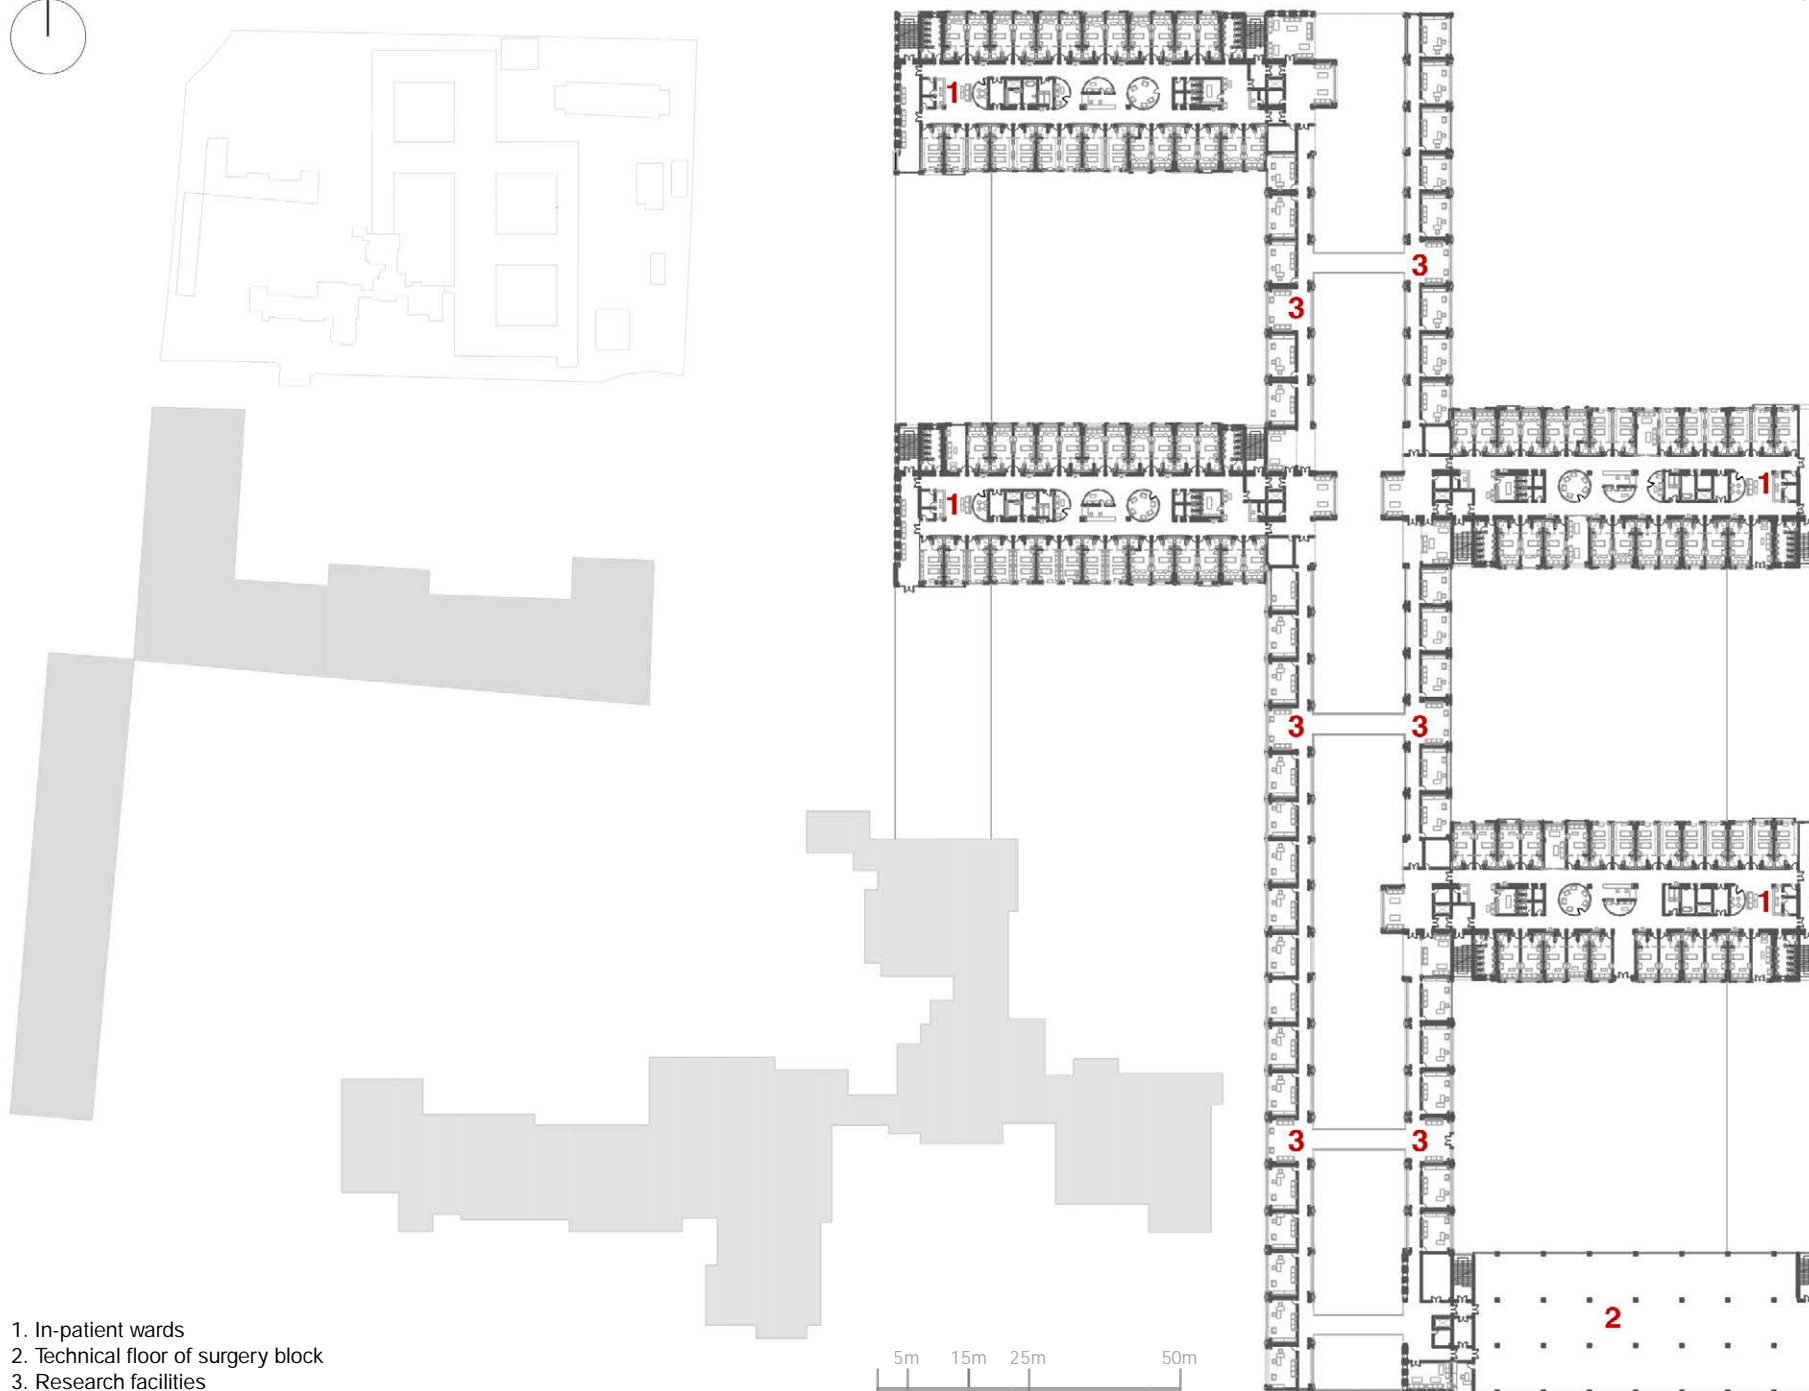 1
3
3
1
1
3
3
1
3
3
2
1. In-patient wards
2. Technical floor of surgery block
3. Research facilities
5m 15m 25m 50m